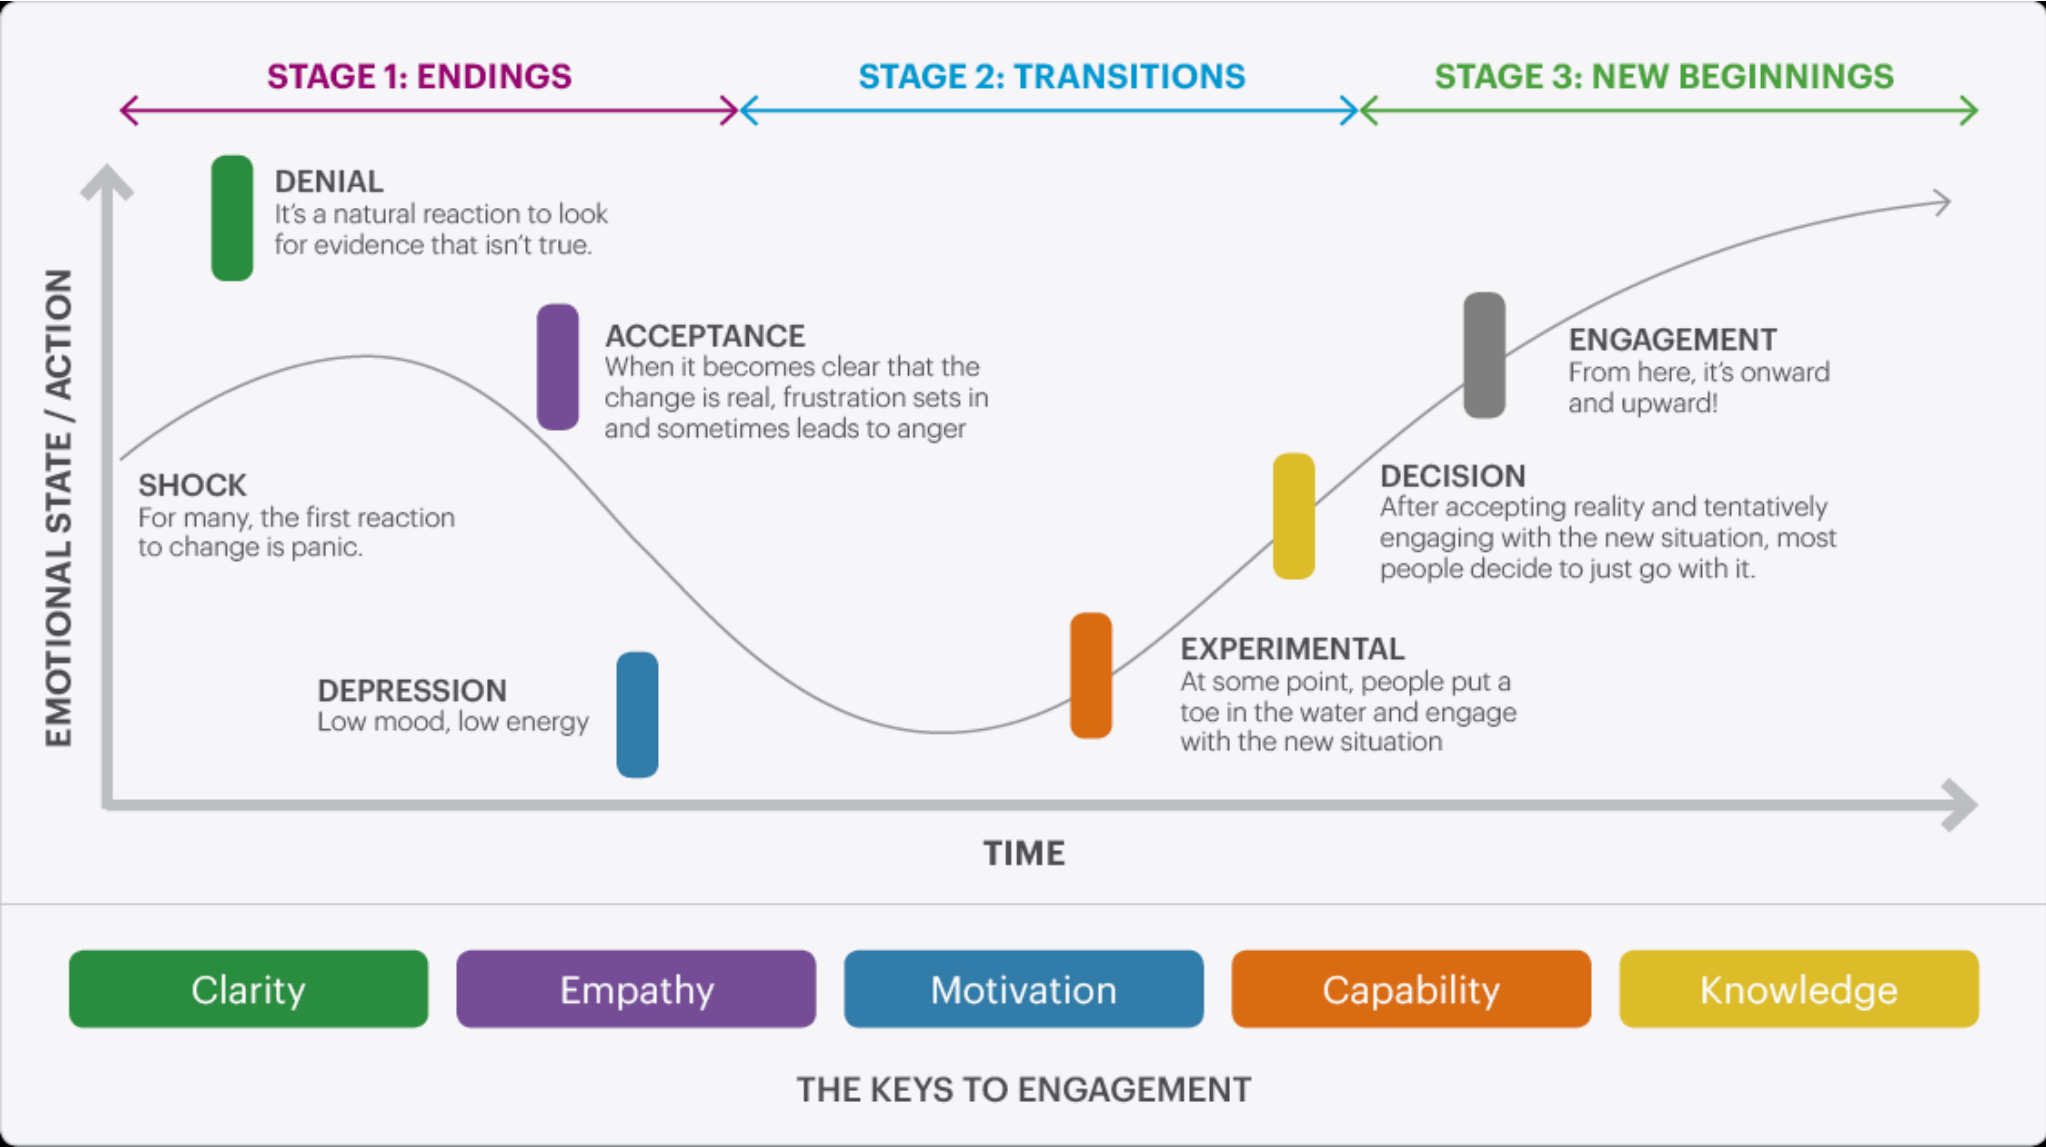 STAGE 1: ENDINGS
STAGE 2: TRANSITIONS
STAGE 3: NEW BEGINNINGS
EMOTIONAL STATE / ACTION
DENIAL
It's a natural reaction to look
for evidence that isn't true.
ACCEPTANCE
When it becomes clear that the
change is real, frustration sets in
and sometimes leads to anger
SHOCK
For many, the first reaction
to change is panic.
DEPRESSION
Low mood, low energy
ENGAGEMENT
From here, it's onward
and upward!
DECISION
After accepting reality and tentatively
engaging with the new situation, most
people decide to just go with it.
EXPERIMENTAL
At some point, people put a
toe in the water and engage
with the new situation
TIME
Clarity
Empathy
Motivation
Capability
Knowledge
THE KEYS TO ENGAGEMENT